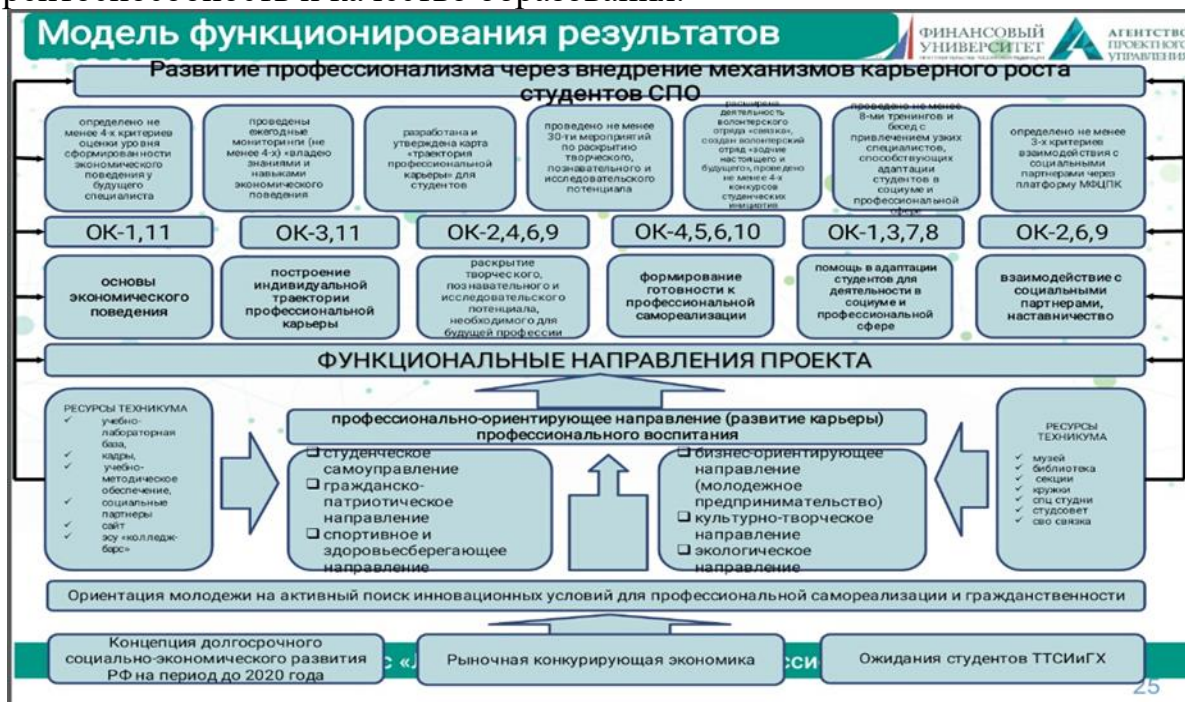 и качество образования.
Модель функционирования результатов
ФИНАНСОВЫЙ
УНИВЕРСИТЕТ
АГЕНТСТВО
ПРОЕКТНОГО
УПРАВЛЕНИЯ
Развитие профессионализма через внедрение механизмов карьерного роста
студентов СПО
определено не
менее 4-х критериев
оценки уровня
сформированности
экономического
поведения у
будущего
специалиста
проведены
ежегодные
мониторинги (не
менее 4-х) «владею
знаниями и
навыками
экономического
поведения
разработана и
утверждена карта
«траектория
профессиональной
карьеры» для
студентов
проведено не менее
30-ти мероприятий
по раскрытию
творческого,
познавательного и
исследовательского
потенциала
расширена
деятельность
волонтерского
отряда «связка»,
создан волонтерский
отряд «зодчие
настоящего и
будущего», проведено
не менее 4-х
конкурсов
студенческих
инициатив
проведено не менее
8-ми тренингов и
бесед с
привлечением узких
специалистов,
способствующих
адаптации
студентов в
социуме и
профессиональной
сфере
определено не менее
3-х критериев
взаимодействия с
социальными
партнерами через
платформу МФЦПК
ОК-1,11
ОК-3,11
ОК-2,4,6,9
ОК-4,5,6,10
ОК-1,3,7,8
ОК-2,6,9
основы
экономического
поведения
построение
индивидуальной
траектории
профессиональной
карьеры
раскрытие
творческого,
познавательного и
исследовательского
потенциала,
необходимого для
будущей профессии
формирование
готовности к
профессиональной
самореализации
помощь в адаптации
студентов для
деятельности в
социуме и
профессиональной
сфере
взаимодействие с
социальными
партнерами,
наставничество
ФУНКЦИОНАЛЬНЫЕ НАПРАВЛЕНИЯ ПРОЕКТА
РЕСУРСЫ ТЕХНИКУМА
✓ учебно-
лабораторная
база,
✓ кадры,
✓ учебно-
методическое
обеспечение,
✓ социальные
партнеры
✓ сайт
✓ эсу «колледж-
барс»
профессионально-ориентирующее направление (развитие карьеры)
профессионального воспитания
❑ студенческое
самоуправление
❑ гражданско-
патриотическое
направление
❑ спортивное и
здоровьесберегающее
направление
❑ бизнес-ориентирующее
направление
(молодежное
предпринимательство)
❑ культурно-творческое
направление
❑ экологическое
направление
РЕСУРСЫ
ТЕХНИКУМА
✓ музей
✓ библиотека
✓ секции
✓ кружки
✓ спц студни
✓ студсовет
✓ сво связка
Ориентация молодежи на активный поиск инновационных условий для профессиональной самореализации и гражданственности
Концепция долгосрочного
социально-экономического развития
РФ на период до 2020 года
Рыночная конкурирующая экономика
Ожидания студентов ТТСИиГХ
25